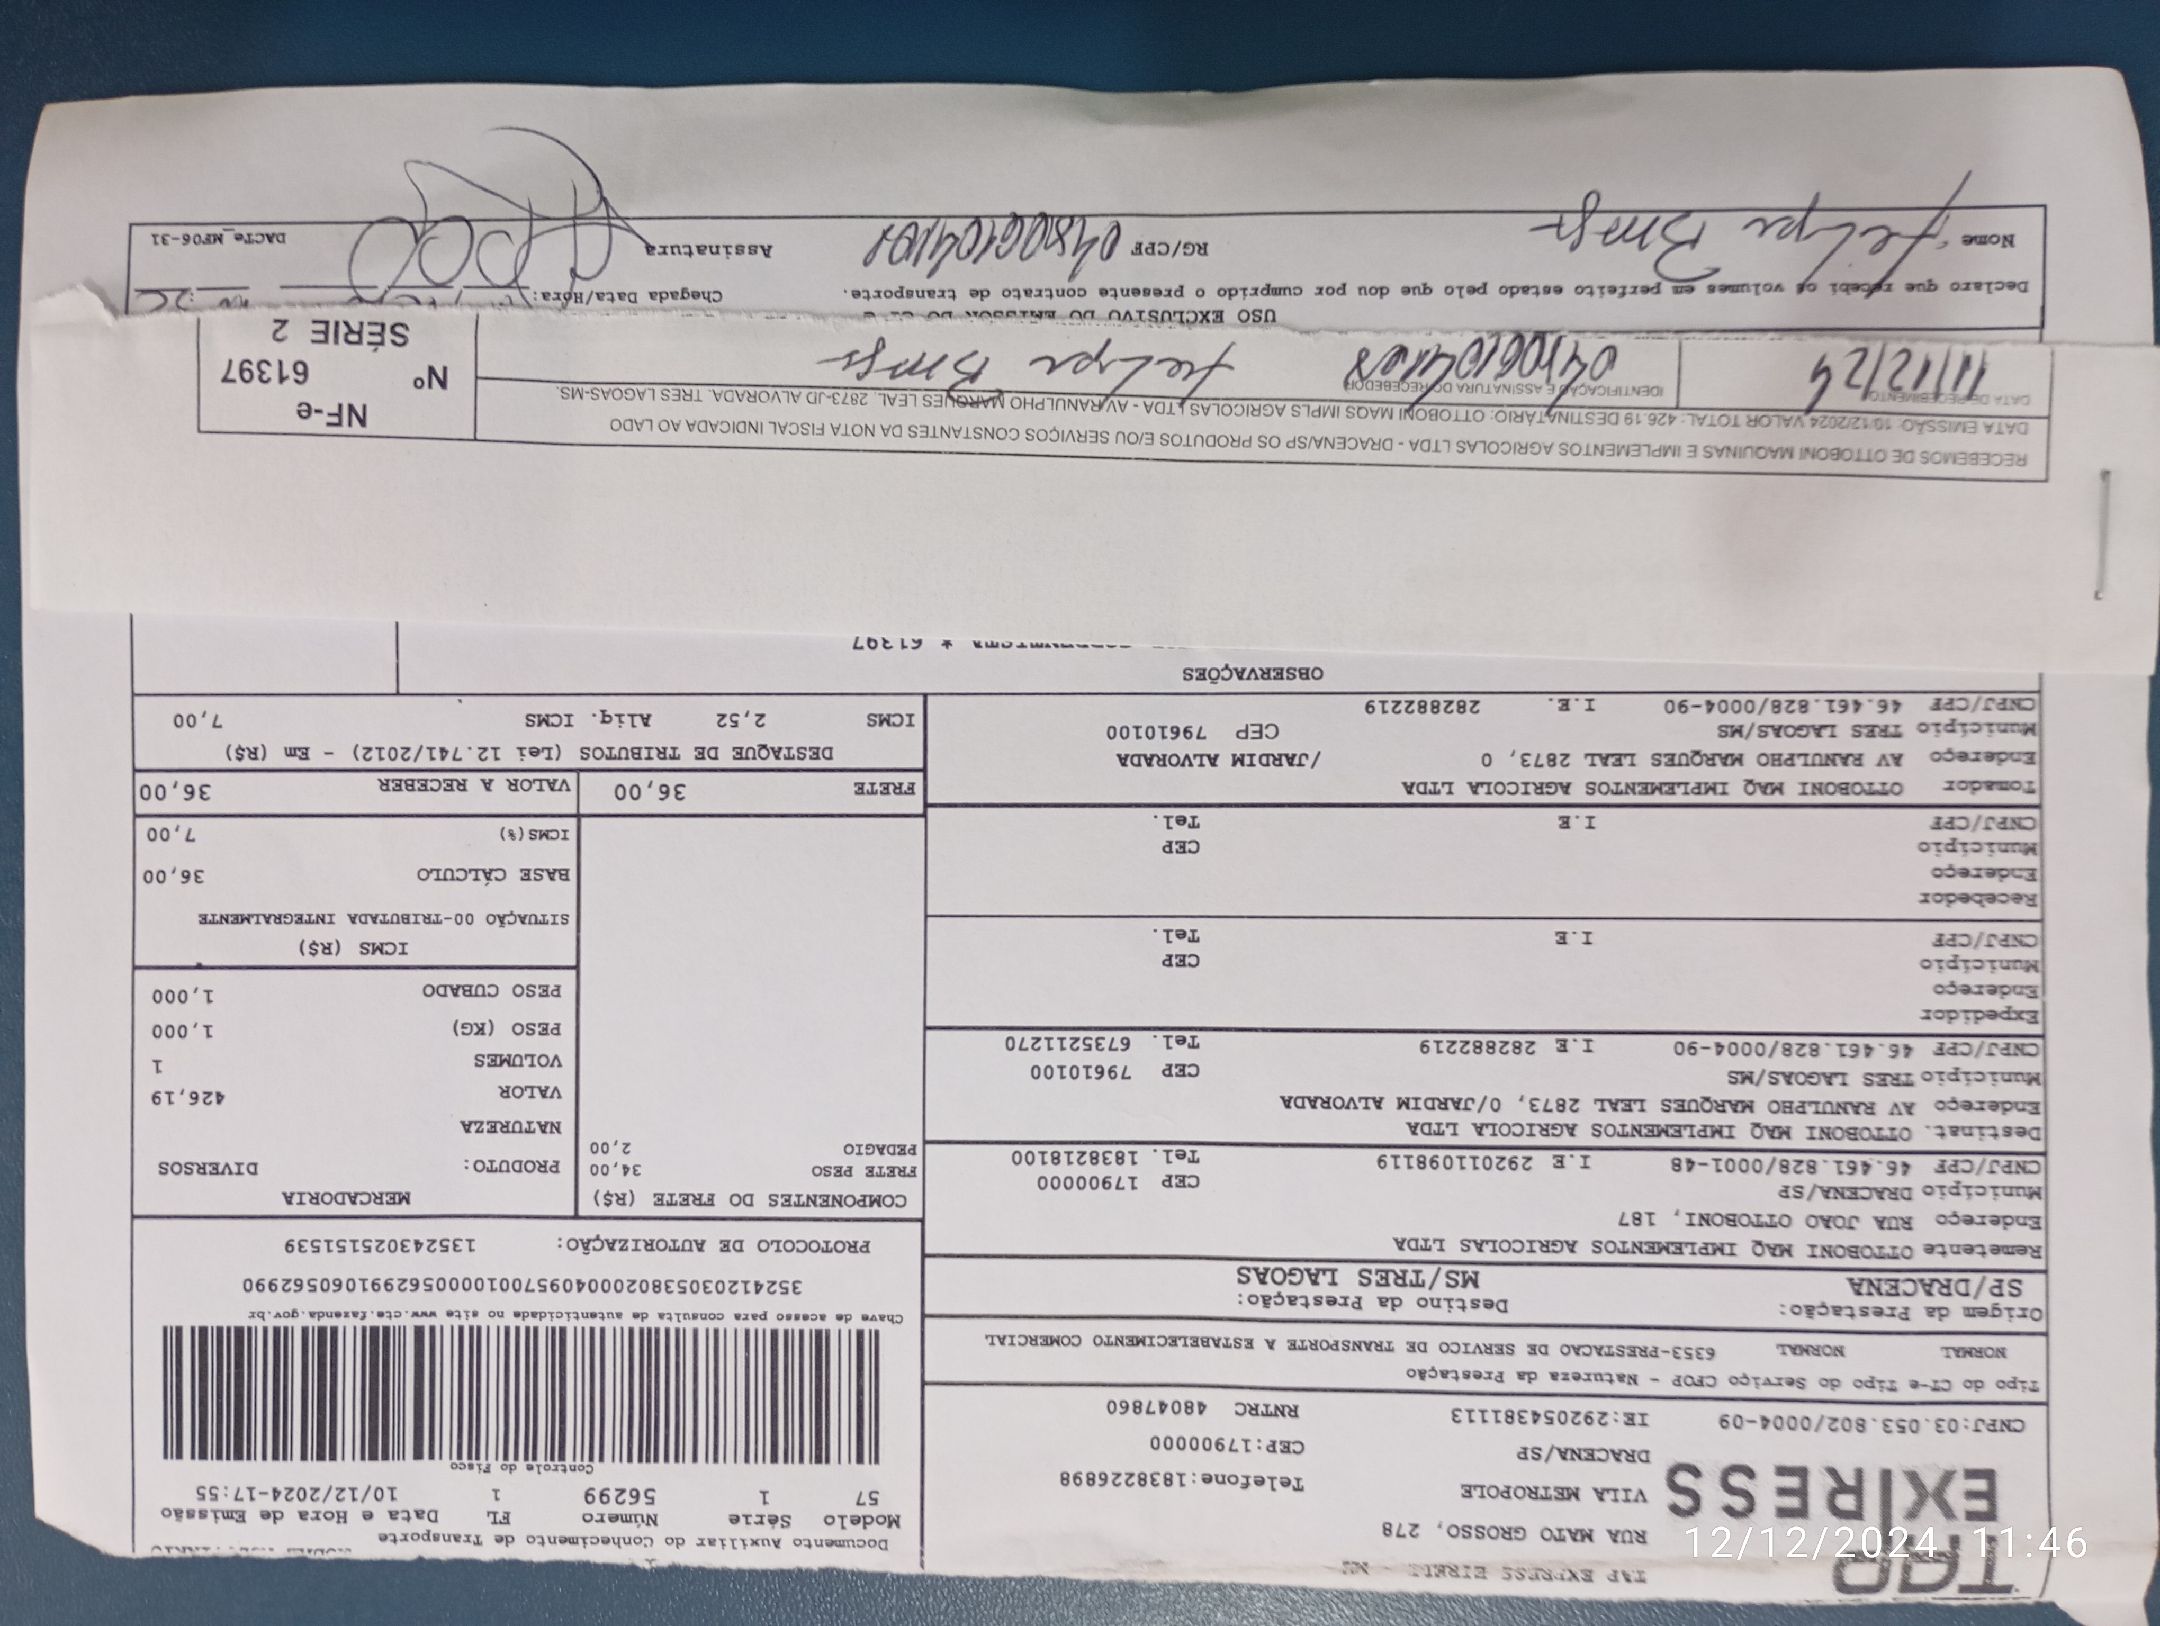 TAP EXPRESS EIRELI
TAP
EXPRESS
RUA MATO GROSSO, 278
VILA METROPOLE
DRACENA/SP
Telefone:1838226898
CEP:17900000
CNPJ:03.053.802/0004-09 IE:292054381113 RNTRC 48047860
Documento Auxiliar do Conhecimento de Transporte
Modelo Série Número FL Data e Hora de Emissão
57 1 56299 1 10/12/2024-17:55
Controle do Fisco
Chave de acesso para consulta de autenticidade no site www.cte.fazenda.gov.br
35241203053802000409570010000562991060562990
PROTOCOLO DE AUTORIZAÇÃO: 135243025151539
Tipo do CT-e Tipo do Serviço CFOP - Natureza da Prestação
NORMAL NORMAL 6353-PRESTACAO DE SERVICO DE TRANSPORTE A ESTABELECIMENTO COMERCIAL
Origem da Prestação: Destino da Prestação:
SP/DRACENA MS/TRES LAGOAS
Remetente OTTOBONI MAQ IMPLEMENTOS AGRICOLAS LTDA
Endereço RUA JOAO OTTOBONI, 187
Município DRACENA/SP CEP 17900000
CNPJ/CPF 46.461.828/0001-48 I.E 292011098119 Tel. 1838218100
Destinat. OTTOBONI MAQ IMPLEMENTOS AGRICOLA LTDA
Endereço AV RANULPHO MARQUES LEAL 2873, 0/JARDIM ALVORADA
Município TRES LAGOAS/MS CEP 79610100
CNPJ/CPF 46.461.828/0004-90 I.E 282882219 Tel. 6735211270
Expedidor
Endereço
Município CEP
CNPJ/CPF I.E Tel.
Recebedor
Endereço
Município CEP
CNPJ/CPF I.E Tel.
Tomador OTTOBONI MAQ IMPLEMENTOS AGRICOLA LTDA
Endereço AV RANULPHO MARQUES LEAL 2873, 0 /JARDIM ALVORADA
Município TRES LAGOAS/MS CEP 79610100
CNPJ/CPF 46.461.828/0004-90 I.E. 282882219
COMPONENTES DO FRETE (R$)
FRETE PESO 34,00
PEDAGIO 2,00
MERCADORIA
PRODUTO: DIVERSOS
NATUREZA
VALOR 426,19
VOLUMES 1
PESO (KG) 1,000
PESO CUBADO 1,000
ICMS (R$)
SITUAÇÃO 00-TRIBUTADA INTEGRALMENTE
BASE CÁLCULO 36,00
ICMS(%) 7,00
FRETE 36,00 VALOR A RECEBER 36,00
DESTAQUE DE TRIBUTOS (Lei 12.741/2012) - Em (R$)
ICMS 2,52 Aliq. ICMS 7,00
OBSERVAÇÕES
* 61397
RECEBEMOS DE OTTOBONI MAQUINAS E IMPLEMENTOS AGRICOLAS LTDA - DRACENA/SP OS PRODUTOS E/OU SERVIÇOS CONSTANTES DA NOTA FISCAL INDICADA AO LADO
DATA EMISSÃO: 10/12/2024 VALOR TOTAL: 426.19 DESTINATÁRIO: OTTOBONI MAQS IMPLS AGRICOLAS LTDA - AV RANULPHO MARQUES LEAL, 2873-JD ALVORADA. TRES LAGOAS-MS.
DATA DE RECEBIMENTO IDENTIFICAÇÃO E ASSINATURA DO RECEBEDOR
11/12/24 Felipe
NF-e
Nº 61397
SÉRIE 2
USO EXCLUSIVO DO EMISSOR DO CT-E
Declaro que recebi os volumes em perfeito estado pelo que dou por cumprido o presente contrato de transporte. Chegada Data/Hora:
Nome Felipe RG/CPF Assinatura DACTe_MF06-31
12/12/2024 11:46